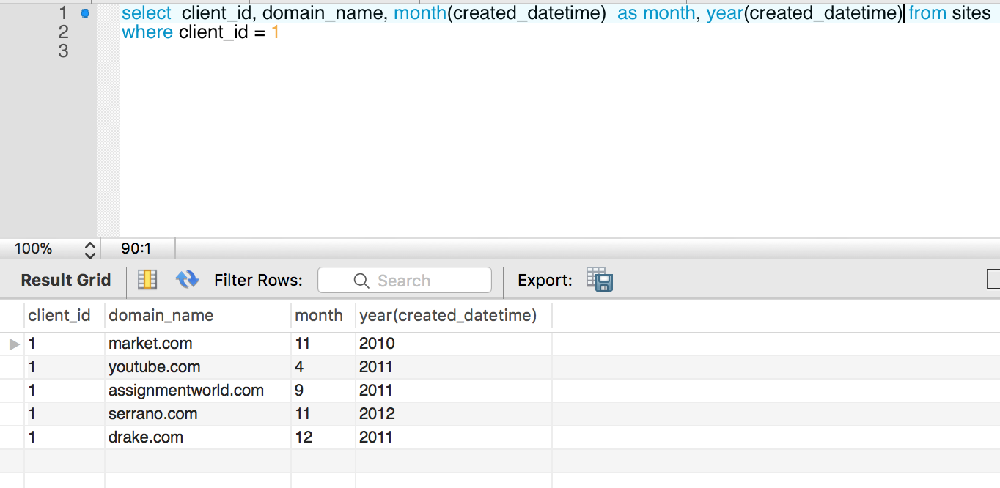 1 select  client_id, domain_name, month(created_datetime)  as month, year(created_datetime) from sites
2 where client_id = 1
3
100% 90:1
Result Grid Filter Rows: Search Export:
client_id domain_name month year(created_datetime)
1 market.com 11 2010
1 youtube.com 4 2011
1 assignmentworld.com 9 2011
1 serrano.com 11 2012
1 drake.com 12 2011